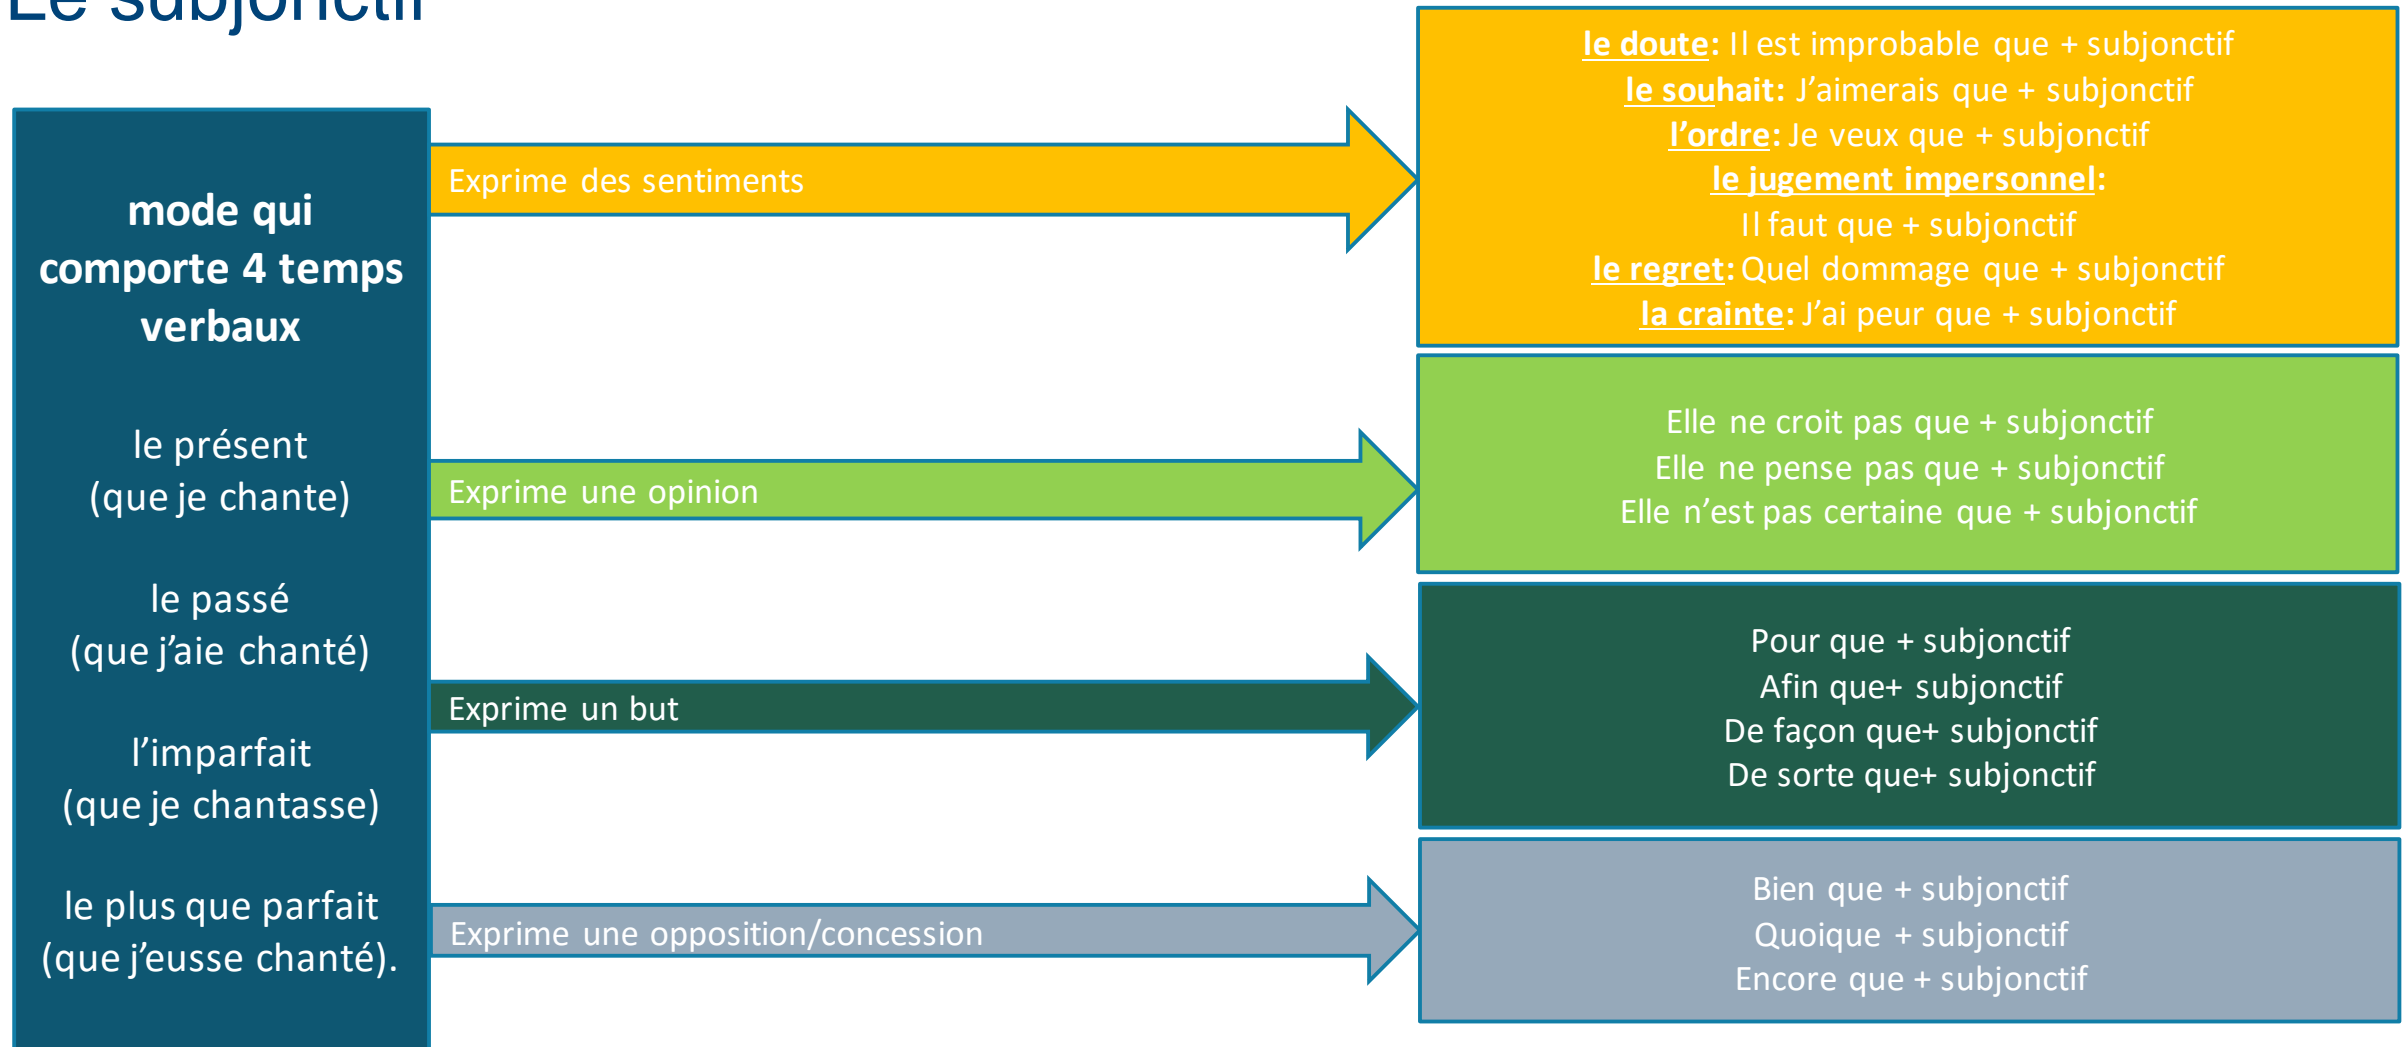 Le subjonctif
mode qui
comporte 4 temps
verbaux
le présent
(que je chante)
le passé
(que j’aie chanté)
l’imparfait
(que je chantasse)
le plus que parfait
(que j’eusse chanté).
Exprime des sentiments
le doute: Il est improbable que + subjonctif
le souhait: J’aimerais que + subjonctif
l’ordre: Je veux que + subjonctif
le jugement impersonnel:
Il faut que + subjonctif
le regret: Quel dommage que + subjonctif
la crainte: J’ai peur que + subjonctif
Exprime une opinion
Elle ne croit pas que + subjonctif
Elle ne pense pas que + subjonctif
Elle n’est pas certaine que + subjonctif
Exprime un but
Pour que + subjonctif
Afin que+ subjonctif
De façon que+ subjonctif
De sorte que+ subjonctif
Exprime une opposition/concession
Bien que + subjonctif
Quoique + subjonctif
Encore que + subjonctif